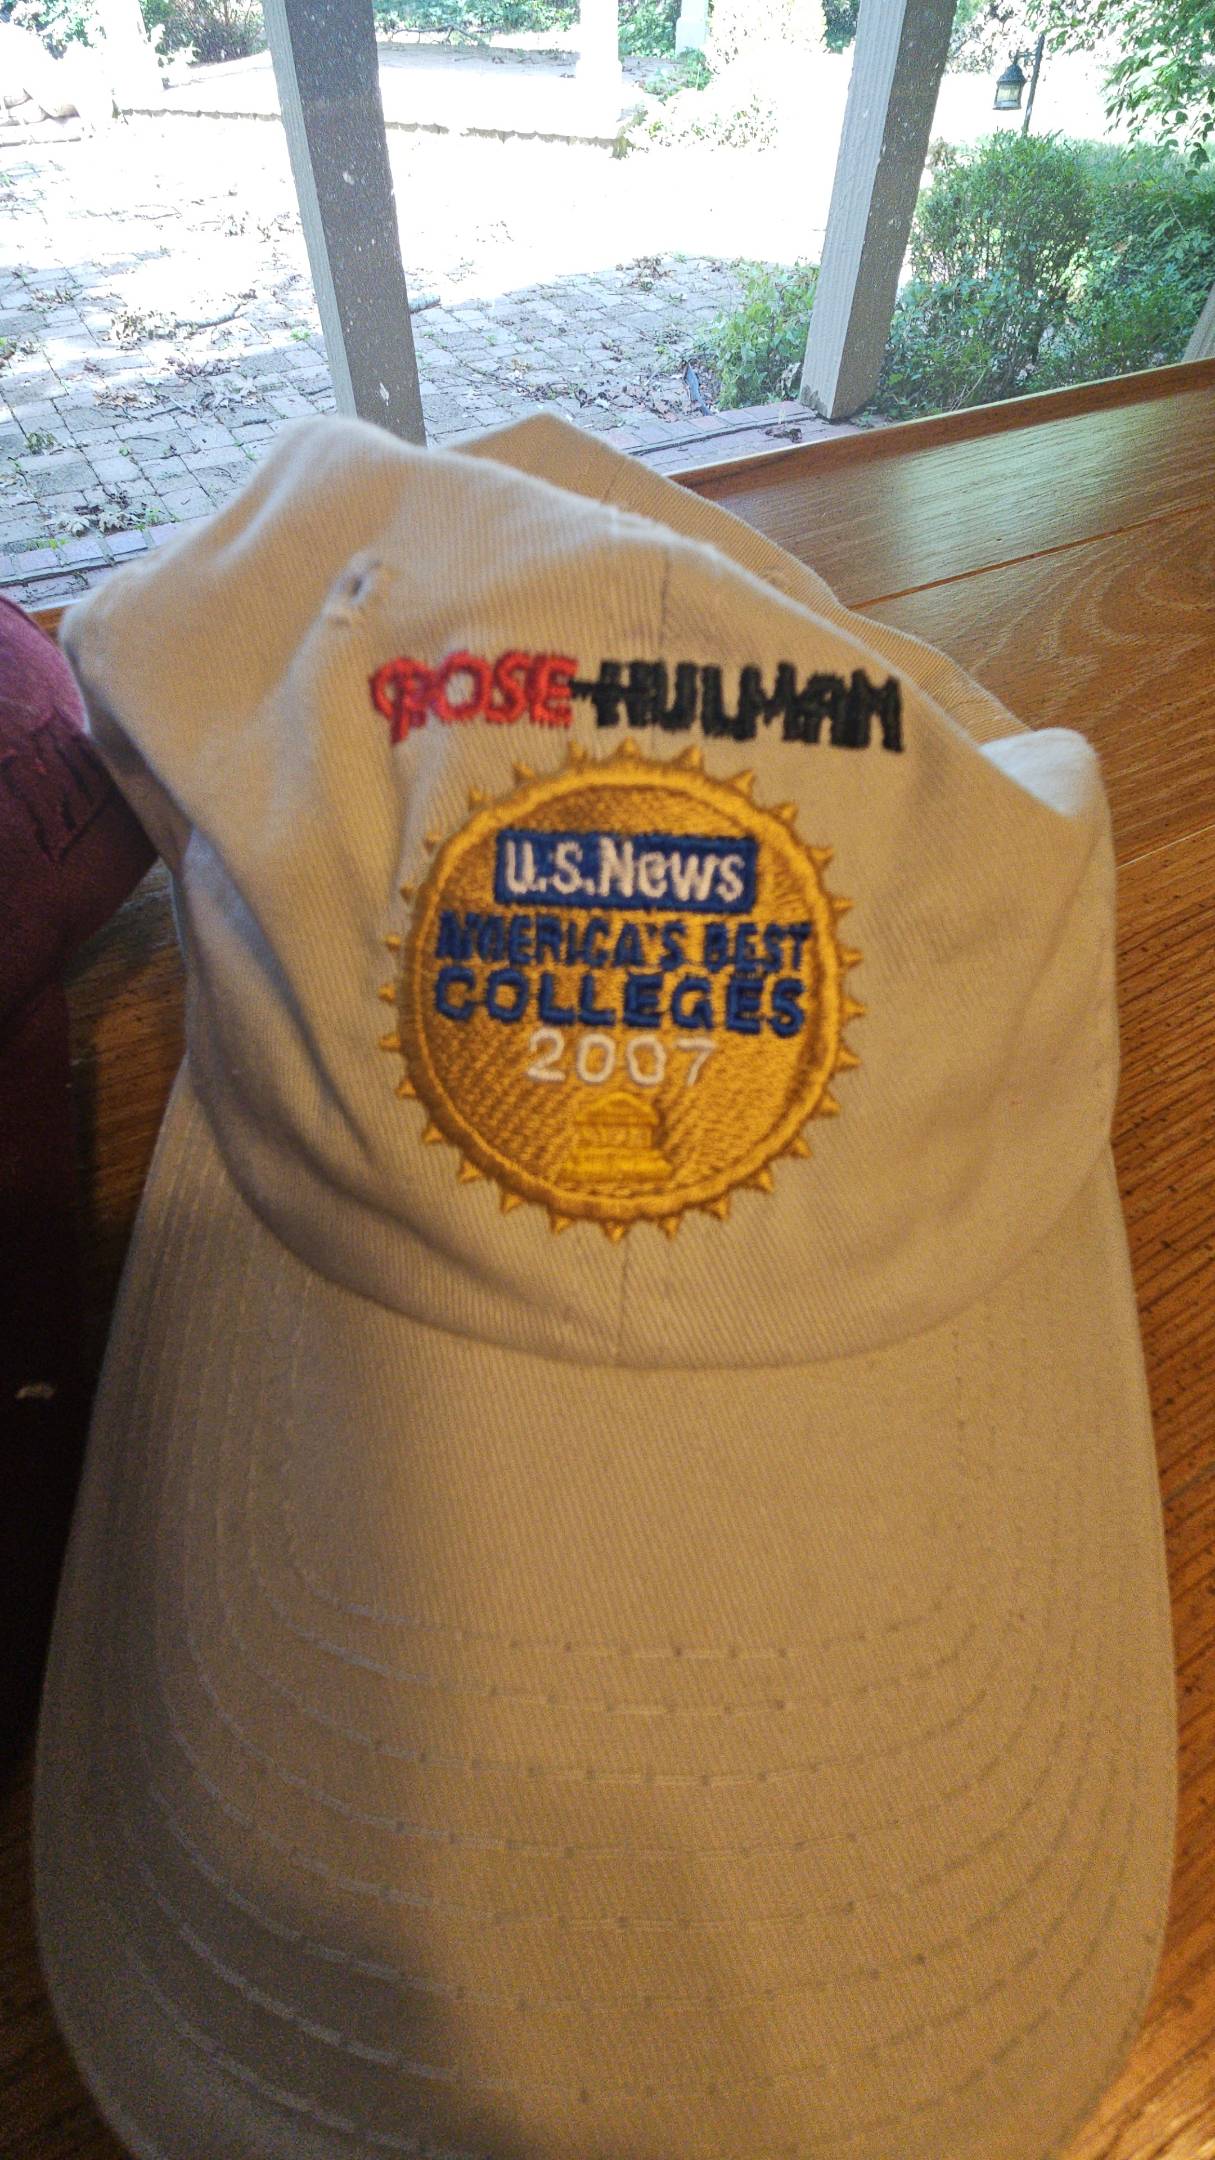 ROSE-HULMAN
U.S.News
AMERICA'S BEST
COLLEGES
2007